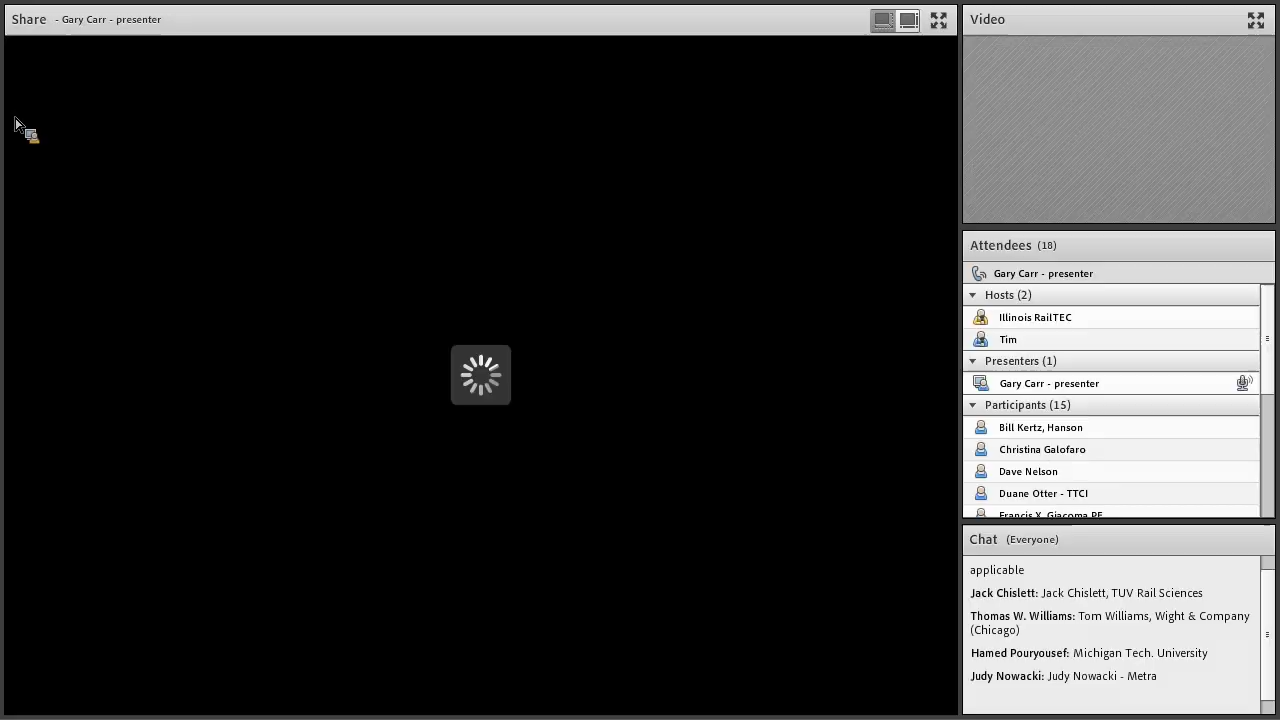 Share - Gary Carr - presenter
Video
Attendees (18)
Gary Carr - presenter
Hosts (2)
Illinois RailTEC
Tim
Presenters (1)
Gary Carr - presenter
Participants (15)
Bill Kertz, Hanson
Christina Galofaro
Dave Nelson
Duane Otter - TTCI
Francis X. Giacoma PE
Chat (Everyone)
applicable
Jack Chislett: Jack Chislett, TUV Rail Sciences
Thomas W. Williams: Tom Williams, Wight & Company
(Chicago)
Hamed Pouryousef: Michigan Tech. University
Judy Nowacki: Judy Nowacki - Metra